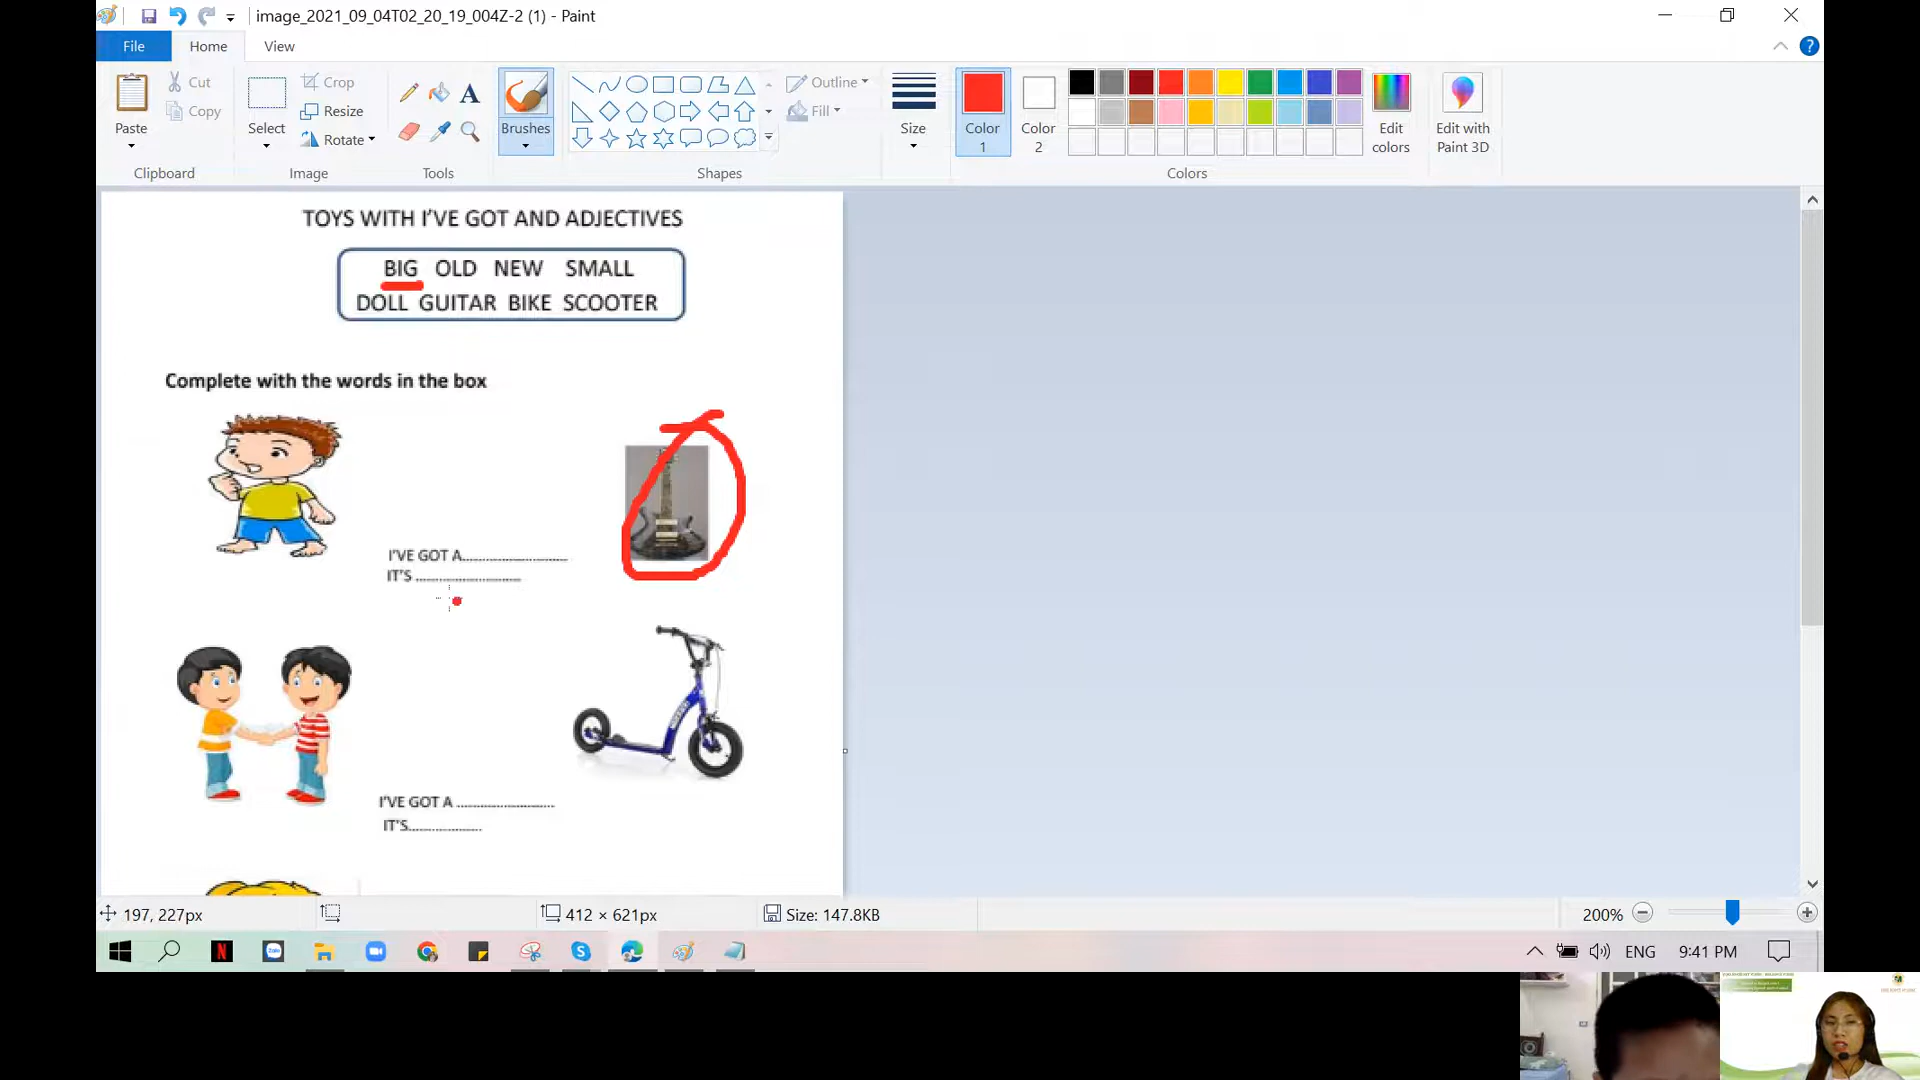 image_2021_09_04T02_20_19_004Z-2 (1) - Paint
File Home View
Paste
Cut
Copy
Clipboard
Select
Crop
Resize
Rotate
Image
A
Tools
Brushes
Shapes
Outline
Fill
Size
Color 1
Color 2
Colors
Edit colors
Edit with Paint 3D
TOYS WITH I'VE GOT AND ADJECTIVES
BIG OLD NEW SMALL
DOLL GUITAR BIKE SCOOTER
Complete with the words in the box
I'VE GOT A..............................
IT'S ..............................
I'VE GOT A ..............................
IT'S......................
197, 227px
412 × 621px
Size: 147.8KB
200%
N
Zalo
S
ENG
9:41 PM